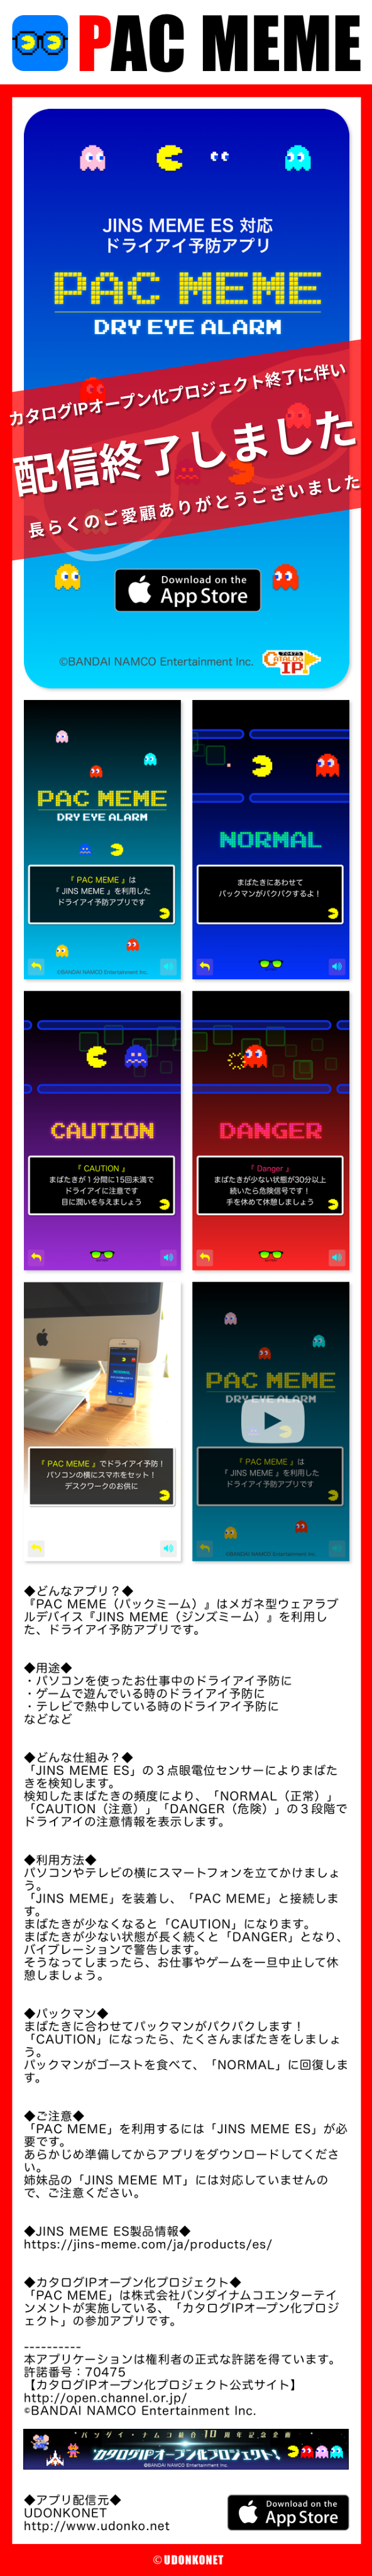 PAC MEME
JINS MEME ES 対応
ドライアイ予防アプリ
PAC MEME
DRY EYE ALARM
カタログIPオープン化プロジェクト終了に伴い
配信終了しました
長らくのご愛顧ありがとうございました
Download on the
App Store
©BANDAI NAMCO Entertainment Inc.
CATALOG
IP
PAC MEME
DRY EYE ALARM
『 PAC MEME 』は
『 JINS MEME 』を利用した
ドライアイ予防アプリです
©BANDAI NAMCO Entertainment Inc.
NORMAL
まばたきにあわせて
パックマンがパクパクするよ！
CAUTION
『 CAUTION 』
まばたきが１分間に15回未満で
ドライアイに注意です
目に潤いを与えましょう
DANGER
『 Danger 』
まばたきが少ない状態が30分以上
続いたら危険信号です！
手を休めて休憩しましょう
『 PAC MEME 』でドライアイ予防！
パソコンの横にスマホをセット！
デスクワークのお供に
PAC MEME
DRY EYE ALARM
『 PAC MEME 』は
『 JINS MEME 』を利用した
ドライアイ予防アプリです
©BANDAI NAMCO Entertainment Inc.
◆どんなアプリ？◆
『PAC MEME（パックミーム）』はメガネ型ウェアラブ
ルデバイス『JINS MEME（ジンズミーム）』を利用し
た、ドライアイ予防アプリです。
◆用途◆
・パソコンを使ったお仕事中のドライアイ予防に
・ゲームで遊んでいる時のドライアイ予防に
・テレビで熱中している時のドライアイ予防に
などなど
◆どんな仕組み？◆
「JINS MEME ES」の３点眼電位センサーによりまばた
きを検知します。
検知したまばたきの頻度により、「NORMAL（正常）」
「CAUTION（注意）」「DANGER（危険）」の３段階で
ドライアイの注意情報を表示します。
◆利用方法◆
パソコンやテレビの横にスマートフォンを立てかけましょ
う。
「JINS MEME」を装着し、「PAC MEME」と接続しま
す。
まばたきが少なくなると「CAUTION」になります。
まばたきが少ない状態が長く続くと「DANGER」となり、
バイブレーションで警告します。
そうなってしまったら、お仕事やゲームを一旦中止して休
憩しましょう。
◆パックマン◆
まばたきに合わせてパックマンがパクパクします！
「CAUTION」になったら、たくさんまばたきをしましょ
う。
パックマンがゴーストを食べて、「NORMAL」に回復しま
す。
◆ご注意◆
「PAC MEME」を利用するには「JINS MEME ES」が必
要です。
あらかじめ準備してからアプリをダウンロードしてくださ
い。
姉妹品の「JINS MEME MT」には対応していませんの
で、ご注意ください。
◆JINS MEME ES製品情報◆
https://jins-meme.com/ja/products/es/
◆カタログIPオープン化プロジェクト◆
「PAC MEME」は株式会社バンダイナムコエンターテイ
ンメントが実施している、「カタログIPオープン化プロジ
ェクト」の参加アプリです。
----------
本アプリケーションは権利者の正式な許諾を得ています。
許諾番号：70475
【カタログIPオープン化プロジェクト公式サイト】
http://open.channel.or.jp/
©BANDAI NAMCO Entertainment Inc.
バンダイ・ナムコ統合10周年記念企画
カタログIPオープン化プロジェクト！
©BANDAI NAMCO Entertainment Inc.
◆アプリ配信元◆
UDONKONET
http://www.udonko.net
Download on the
App Store
© UDONKONET